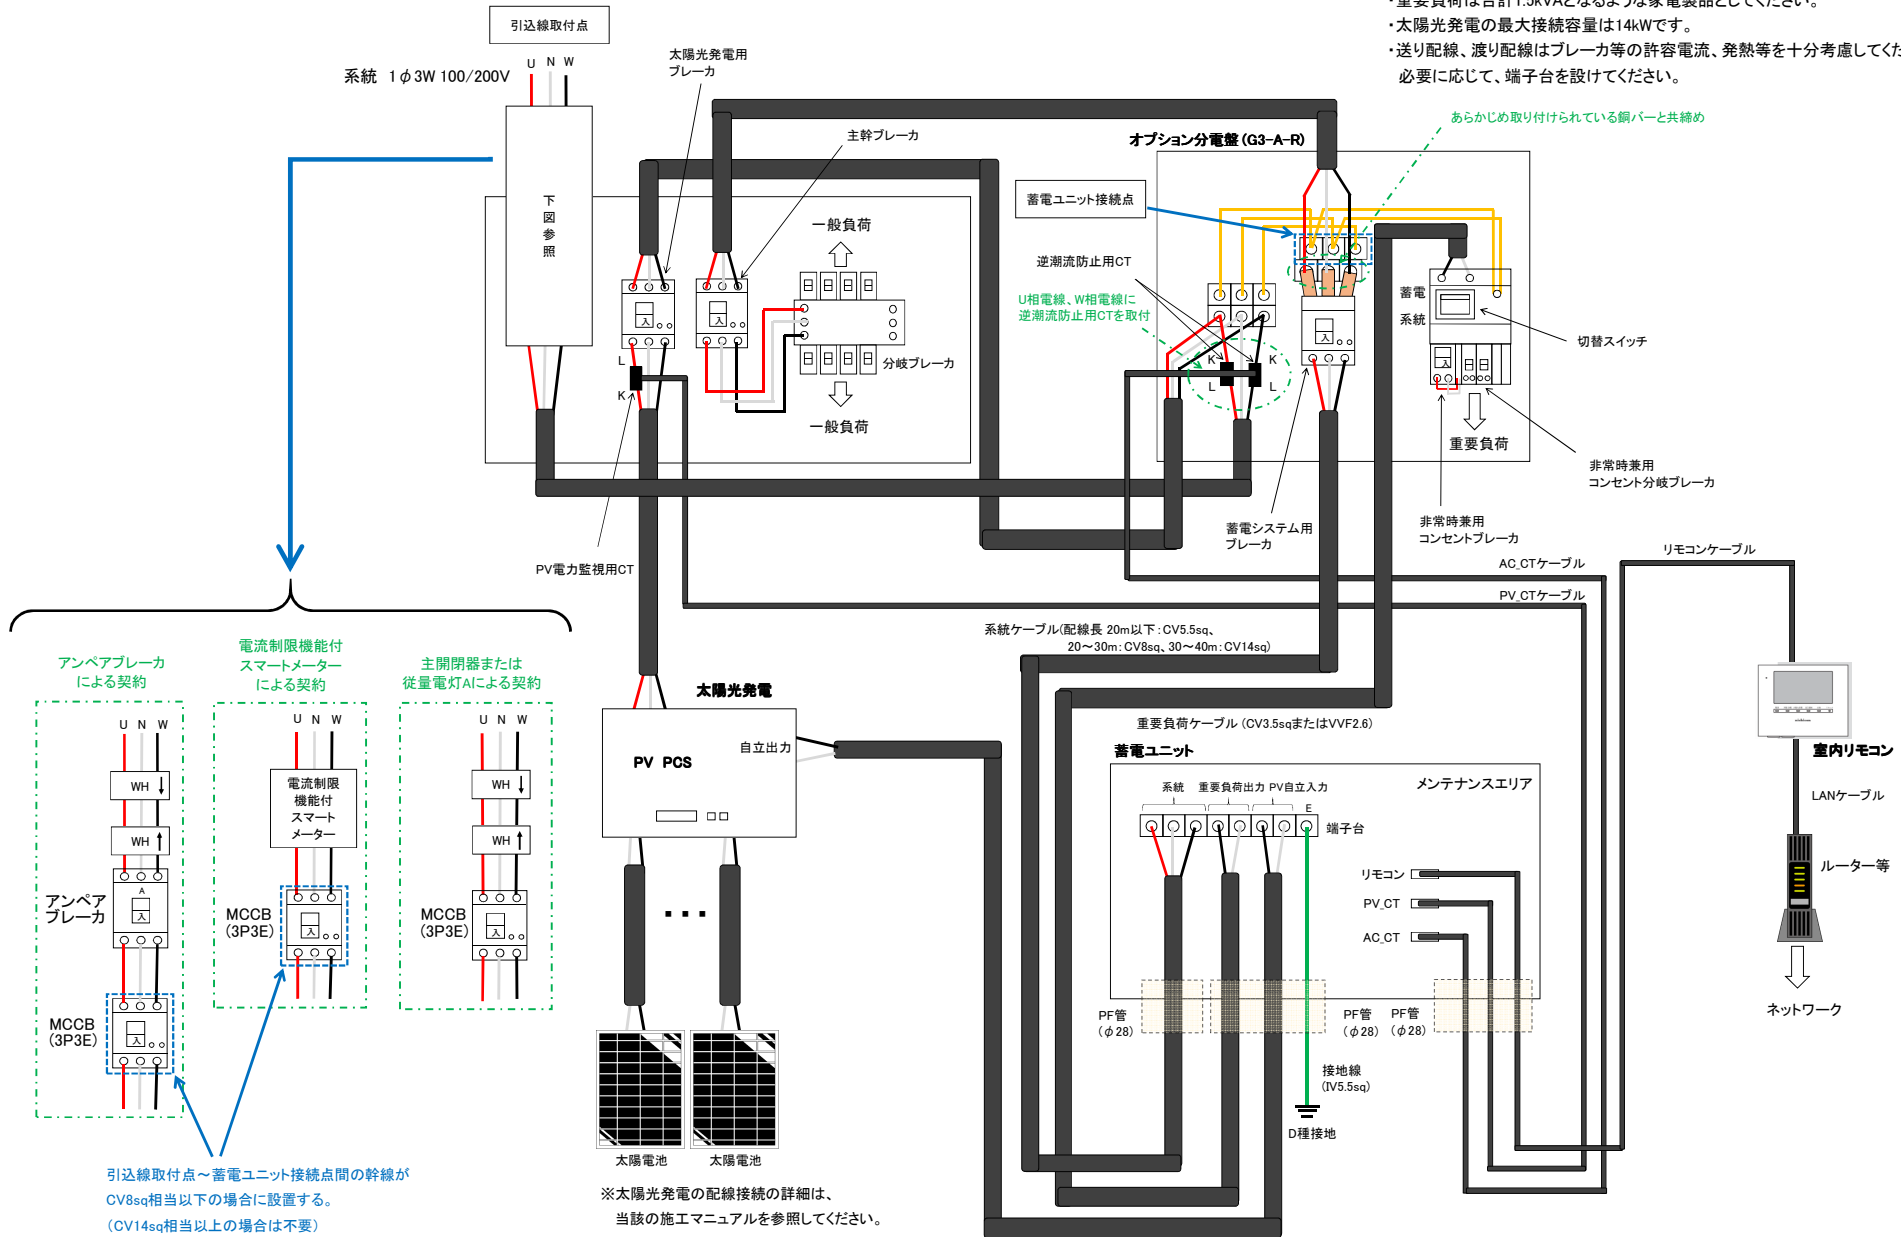 ・重要負荷は合計1.5kVAとなるような家電製品としてください。
・太陽光発電の最大接続容量は14kWです。
・送り配線、渡り配線はブレーカ等の許容電流、発熱等を十分考慮してくだ
必要に応じて、端子台を設けてください。
引込線取付点
系統 1φ3W 100/200V
U N W
太陽光発電用
ブレーカ
主幹ブレーカ
下図参照
一般負荷
入
入
分岐ブレーカ
L
K
一般負荷
PV電力監視用CT
オプション分電盤(G3-A-R)
あらかじめ取り付けられている銅バーと共締め
蓄電ユニット接続点
逆潮流防止用CT
U相電線、W相電線に
逆潮流防止用CTを取付
K
L
K
L
入
蓄電
系統
入
切替スイッチ
重要負荷
非常時兼用
コンセント分岐ブレーカ
非常時兼用
コンセントブレーカ
蓄電システム用
ブレーカ
リモコンケーブル
AC_CTケーブル
PV_CTケーブル
系統ケーブル(配線長 20m以下:CV5.5sq、
20～30m:CV8sq、30～40m:CV14sq)
重要負荷ケーブル (CV3.5sqまたはVVF2.6)
アンペアブレーカ
による契約
U N W
WH
WH
アンペア
ブレーカ
A
入
MCCB
(3P3E)
入
電流制限機能付
スマートメーター
による契約
U N W
電流制限
機能付
スマート
メーター
MCCB
(3P3E)
入
主開閉器または
従量電灯Aによる契約
U N W
WH
WH
MCCB
(3P3E)
入
引込線取付点～蓄電ユニット接続点間の幹線が
CV8sq相当以下の場合に設置する。
(CV14sq相当以上の場合は不要)
太陽光発電
PV PCS
自立出力
太陽電池
太陽電池
※太陽光発電の配線接続の詳細は、
当該の施工マニュアルを参照してください。
蓄電ユニット
メンテナンスエリア
系統 重要負荷出力 PV自立入力
E
端子台
リモコン
PV_CT
AC_CT
PF管
(φ28)
PF管
(φ28)
PF管
(φ28)
接地線
(IV5.5sq)
D種接地
室内リモコン
LANケーブル
ルーター等
ネットワーク